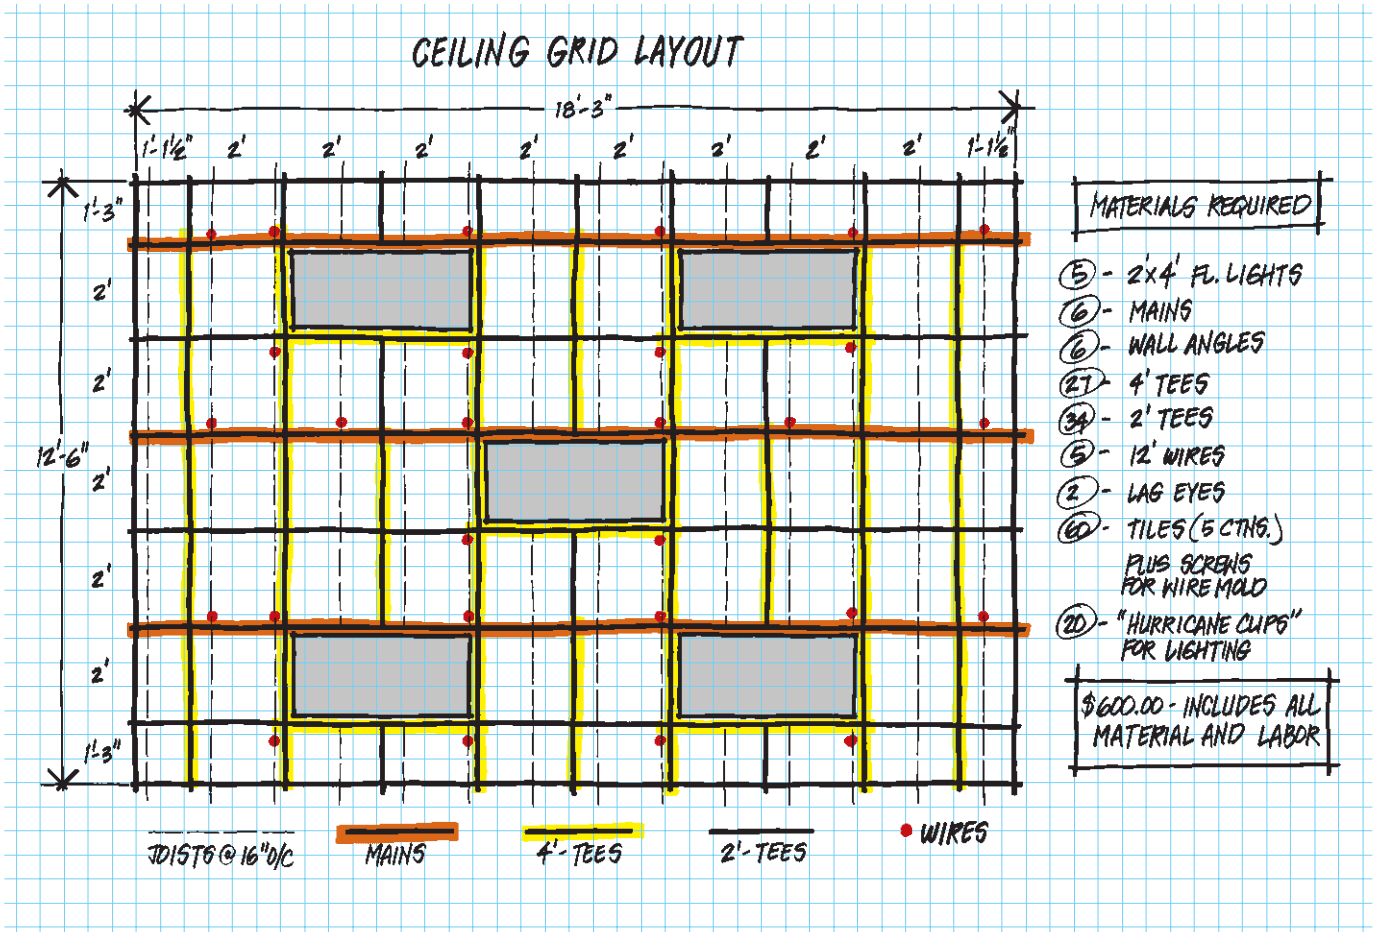 CEILING GRID LAYOUT
18'-3"
1'-1½" 2' 2' 2' 2' 2' 2' 2' 2' 1'-1½"
1'-3"
2'
2'
12'-6"
2'
2'
2'
1'-3"
MATERIALS REQUIRED
5 - 2'x4' FL. LIGHTS
6 - MAINS
6 - WALL ANGLES
27 - 4' TEES
34 - 2' TEES
5 - 12' WIRES
2 - LAG EYES
60 - TILES (5 CTNS.)
PLUS SCREWS
FOR WIRE MOLD
20 - "HURRICANE CLIPS"
FOR LIGHTING
$600.00 - INCLUDES ALL
MATERIAL AND LABOR
JOISTS @ 16" O/C
MAINS
4'-TEES
2'-TEES
WIRES